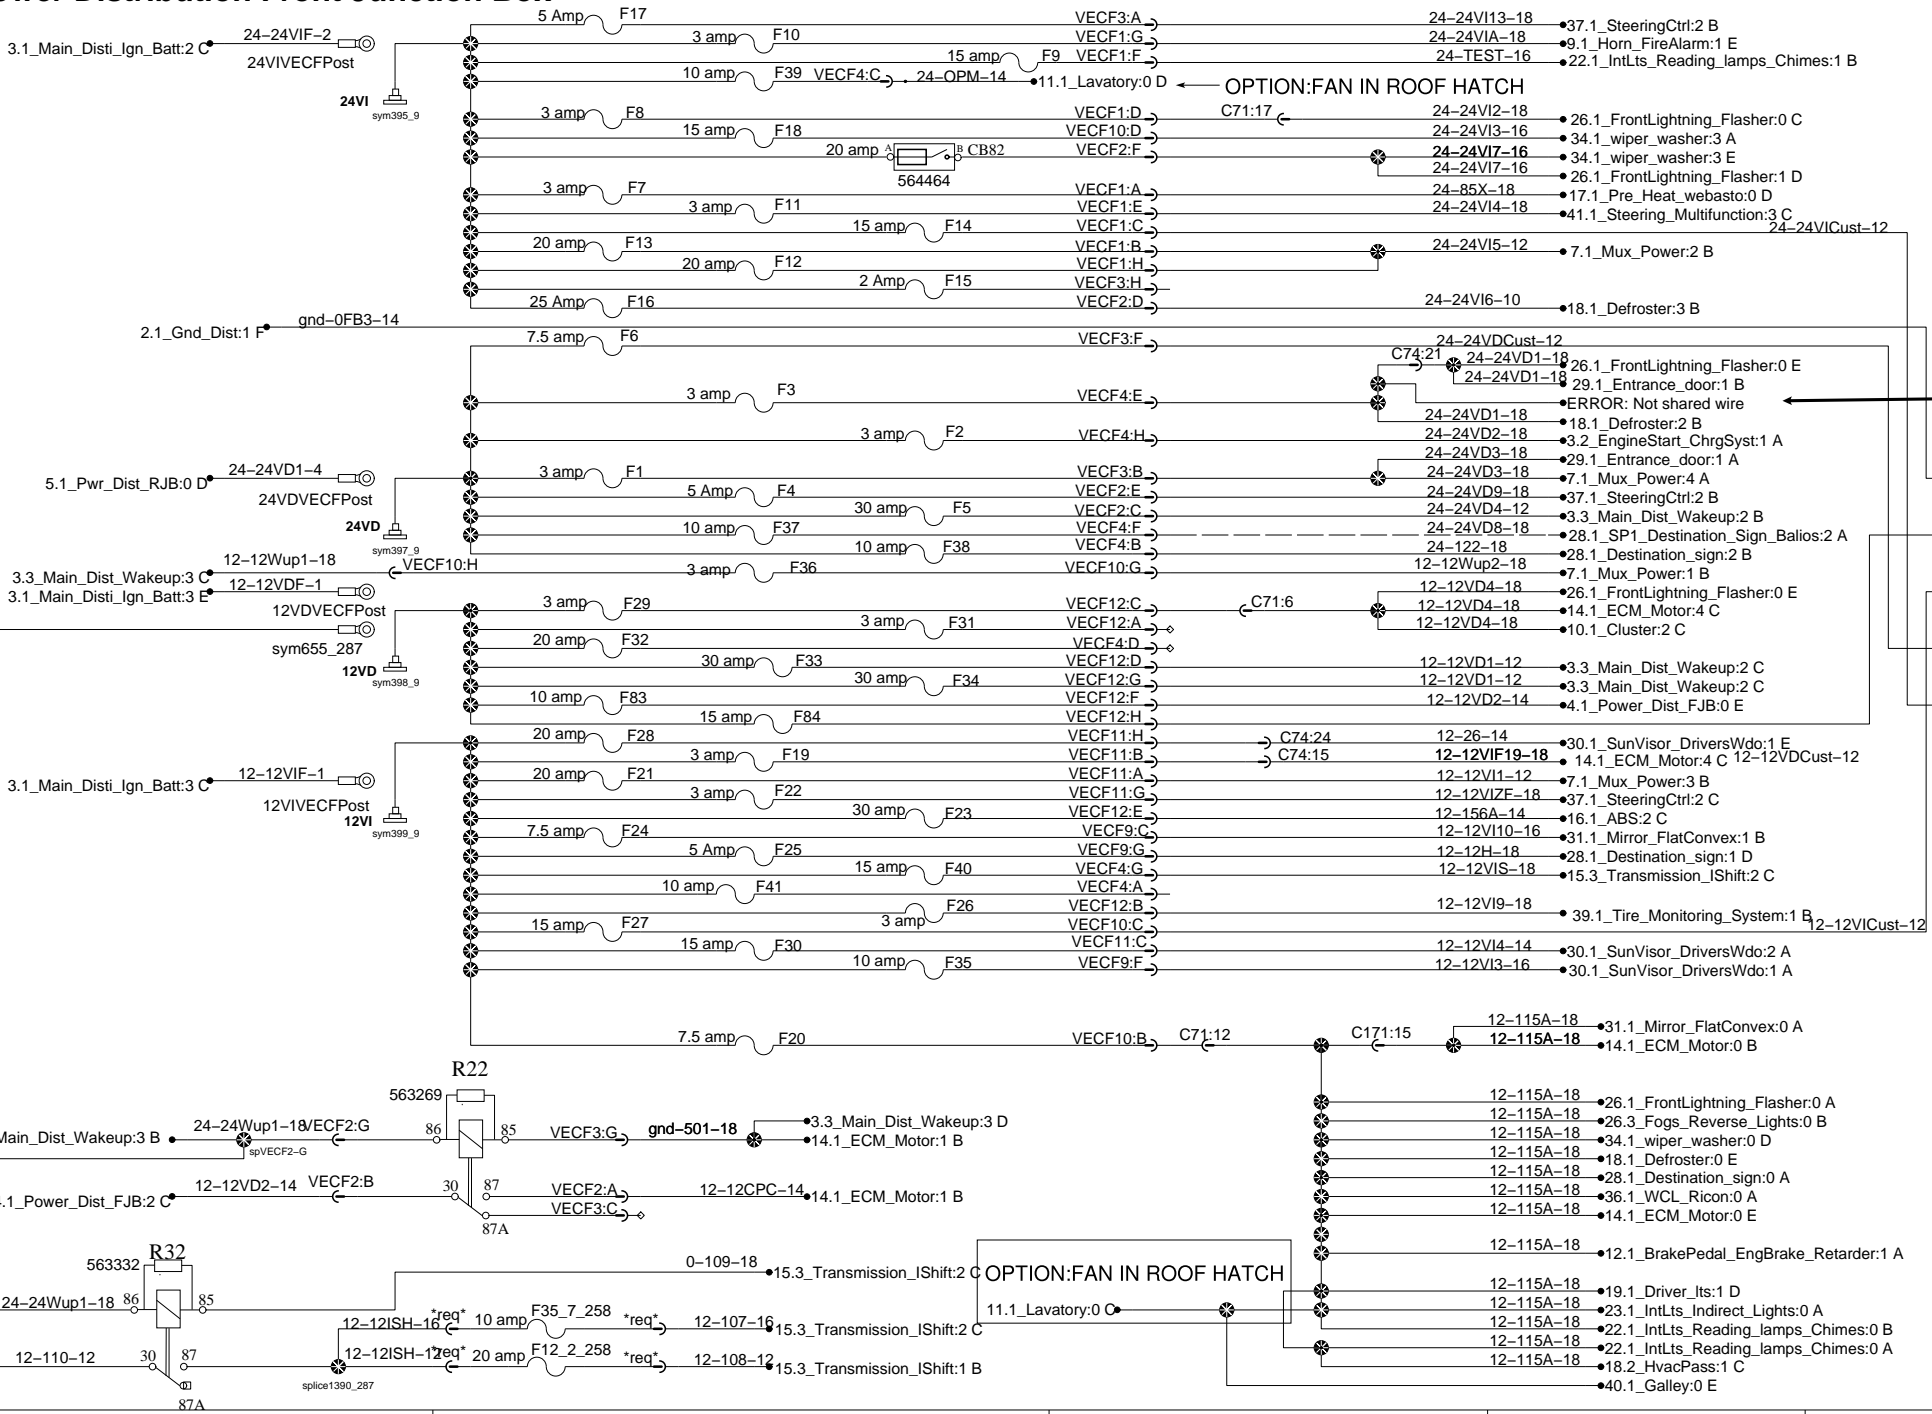 5 Amp F17 VECF3:A 24–24VI13–18 37.1_SteeringCtrl:2 B
3.1_Main_Disti_Ign_Batt:2 C 24–24VIF–2 3 amp F10 VECF1:G 24–24VIA–18 9.1_Horn_FireAlarm:1 E
24VIVECFPost 15 amp F9 VECF1:F 24–TEST–16 22.1_IntLts_Reading_lamps_Chimes:1 B
10 amp F39 VECF4:C 24–OPM–14 11.1_Lavatory:0 D OPTION:FAN IN ROOF HATCH
24VI
sym395_9
3 amp F8 VECF1:D C71:17 24–24VI2–18 26.1_FrontLightning_Flasher:0 C
15 amp F18 VECF10:D 24–24VI3–16 34.1_wiper_washer:3 A
20 amp A B CB82 VECF2:F 24–24VI7–16 34.1_wiper_washer:3 E
564464 24–24VI7–16 26.1_FrontLightning_Flasher:1 D
3 amp F7 VECF1:A 24–85X–18 17.1_Pre_Heat_webasto:0 D
3 amp F11 VECF1:E 24–24VI4–18 41.1_Steering_Multifunction:3 C
15 amp F14 VECF1:C 24–24VICust–12
20 amp F13 VECF1:B 24–24VI5–12 7.1_Mux_Power:2 B
20 amp F12 VECF1:H
2 Amp F15 VECF3:H
25 Amp F16 VECF2:D 24–24VI6–10 18.1_Defroster:3 B
2.1_Gnd_Dist:1 F gnd–0FB3–14
7.5 amp F6 VECF3:F 24–24VDCust–12
C74:21 24–24VD1–18 26.1_FrontLightning_Flasher:0 E
24–24VD1–18 29.1_Entrance_door:1 B
3 amp F3 VECF4:E ERROR: Not shared wire
24–24VD1–18 18.1_Defroster:2 B
3 amp F2 VECF4:H 24–24VD2–18 3.2_EngineStart_ChrgSyst:1 A
24–24VD3–18 29.1_Entrance_door:1 A
5.1_Pwr_Dist_RJB:0 D 24–24VD1–4 3 amp F1 VECF3:B 24–24VD3–18 7.1_Mux_Power:4 A
24VDVECFPost 5 Amp F4 VECF2:E 24–24VD9–18 37.1_SteeringCtrl:2 B
30 amp F5 VECF2:C 24–24VD4–12 3.3_Main_Dist_Wakeup:2 B
24VD 10 amp F37 VECF4:F 24–24VD8–18 28.1_SP1_Destination_Sign_Balios:2 A
sym397_9 10 amp F38 VECF4:B 24–122–18 28.1_Destination_sign:2 B
3.3_Main_Dist_Wakeup:3 C 12–12Wup1–18 VECF10:H 3 amp F36 VECF10:G 12–12Wup2–18 7.1_Mux_Power:1 B
3.1_Main_Disti_Ign_Batt:3 E 12–12VDF–1 12–12VD4–18 26.1_FrontLightning_Flasher:0 E
12VDVECFPost 3 amp F29 VECF12:C C71:6 12–12VD4–18 14.1_ECM_Motor:4 C
3 amp F31 VECF12:A 12–12VD4–18 10.1_Cluster:2 C
sym655_287 20 amp F32 VECF4:D
12VD 30 amp F33 VECF12:D 12–12VD1–12 3.3_Main_Dist_Wakeup:2 C
sym398_9 30 amp F34 VECF12:G 12–12VD1–12 3.3_Main_Dist_Wakeup:2 C
10 amp F83 VECF12:F 12–12VD2–14 4.1_Power_Dist_FJB:0 E
15 amp F84 VECF12:H
20 amp F28 VECF11:H C74:24 12–26–14 30.1_SunVisor_DriversWdo:1 E
3 amp F19 VECF11:B C74:15 12–12VIF19–18 14.1_ECM_Motor:4 C 12–12VDCust–12
3.1_Main_Disti_Ign_Batt:3 C 12–12VIF–1 20 amp F21 VECF11:A 12–12VI1–12 7.1_Mux_Power:3 B
12VIVECFPost 3 amp F22 VECF11:G 12–12VIZF–18 37.1_SteeringCtrl:2 C
12VI 30 amp F23 VECF12:E 12–156A–14 16.1_ABS:2 C
sym399_9 7.5 amp F24 VECF9:C 12–12VI10–16 31.1_Mirror_FlatConvex:1 B
5 Amp F25 VECF9:G 12–12H–18 28.1_Destination_sign:1 D
15 amp F40 VECF4:G 12–12VIS–18 15.3_Transmission_IShift:2 C
10 amp F41 VECF4:A
3 amp F26 VECF12:B 12–12VI9–18 39.1_Tire_Monitoring_System:1 B
15 amp F27 VECF10:C 12–12VICust–12
15 amp F30 VECF11:C 12–12VI4–14 30.1_SunVisor_DriversWdo:2 A
10 amp F35 VECF9:F 12–12VI3–16 30.1_SunVisor_DriversWdo:1 A
12–115A–18 31.1_Mirror_FlatConvex:0 A
7.5 amp F20 VECF10:B C71:12 C171:15 12–115A–18 14.1_ECM_Motor:0 B
R22
563269
12–115A–18 26.1_FrontLightning_Flasher:0 A
3.3_Main_Dist_Wakeup:3 D 12–115A–18 26.3_Fogs_Reverse_Lights:0 B
Main_Dist_Wakeup:3 B 24–24Wup1–18 VECF2:G 86 85 VECF3:G gnd–501–18 14.1_ECM_Motor:1 B 12–115A–18 34.1_wiper_washer:0 D
spVECF2–G
12–115A–18 18.1_Defroster:0 E
12–115A–18 28.1_Destination_sign:0 A
.1_Power_Dist_FJB:2 C 12–12VD2–14 VECF2:B 30 87 VECF2:A 12–12CPC–14 14.1_ECM_Motor:1 B 12–115A–18 36.1_WCL_Ricon:0 A
VECF3:C 12–115A–18 14.1_ECM_Motor:0 E
87A
R32
563332
12–115A–18 12.1_BrakePedal_EngBrake_Retarder:1 A
0–109–18 15.3_Transmission_IShift:2 C OPTION:FAN IN ROOF HATCH
12–115A–18 19.1_Driver_lts:1 D
24–24Wup1–18 86 85 11.1_Lavatory:0 C 12–115A–18 23.1_IntLts_Indirect_Lights:0 A
12–12ISH–16 *req* 10 amp F35_7_258 *req* 12–107–16 15.3_Transmission_IShift:2 C 12–115A–18 22.1_IntLts_Reading_lamps_Chimes:0 B
12–115A–18 22.1_IntLts_Reading_lamps_Chimes:0 A
12–110–12 30 87 12–12ISH–12 *req* 20 amp F12_2_258 *req* 12–108–12 15.3_Transmission_IShift:1 B 12–115A–18 18.2_HvacPass:1 C
splice1390_287 40.1_Galley:0 E
87A